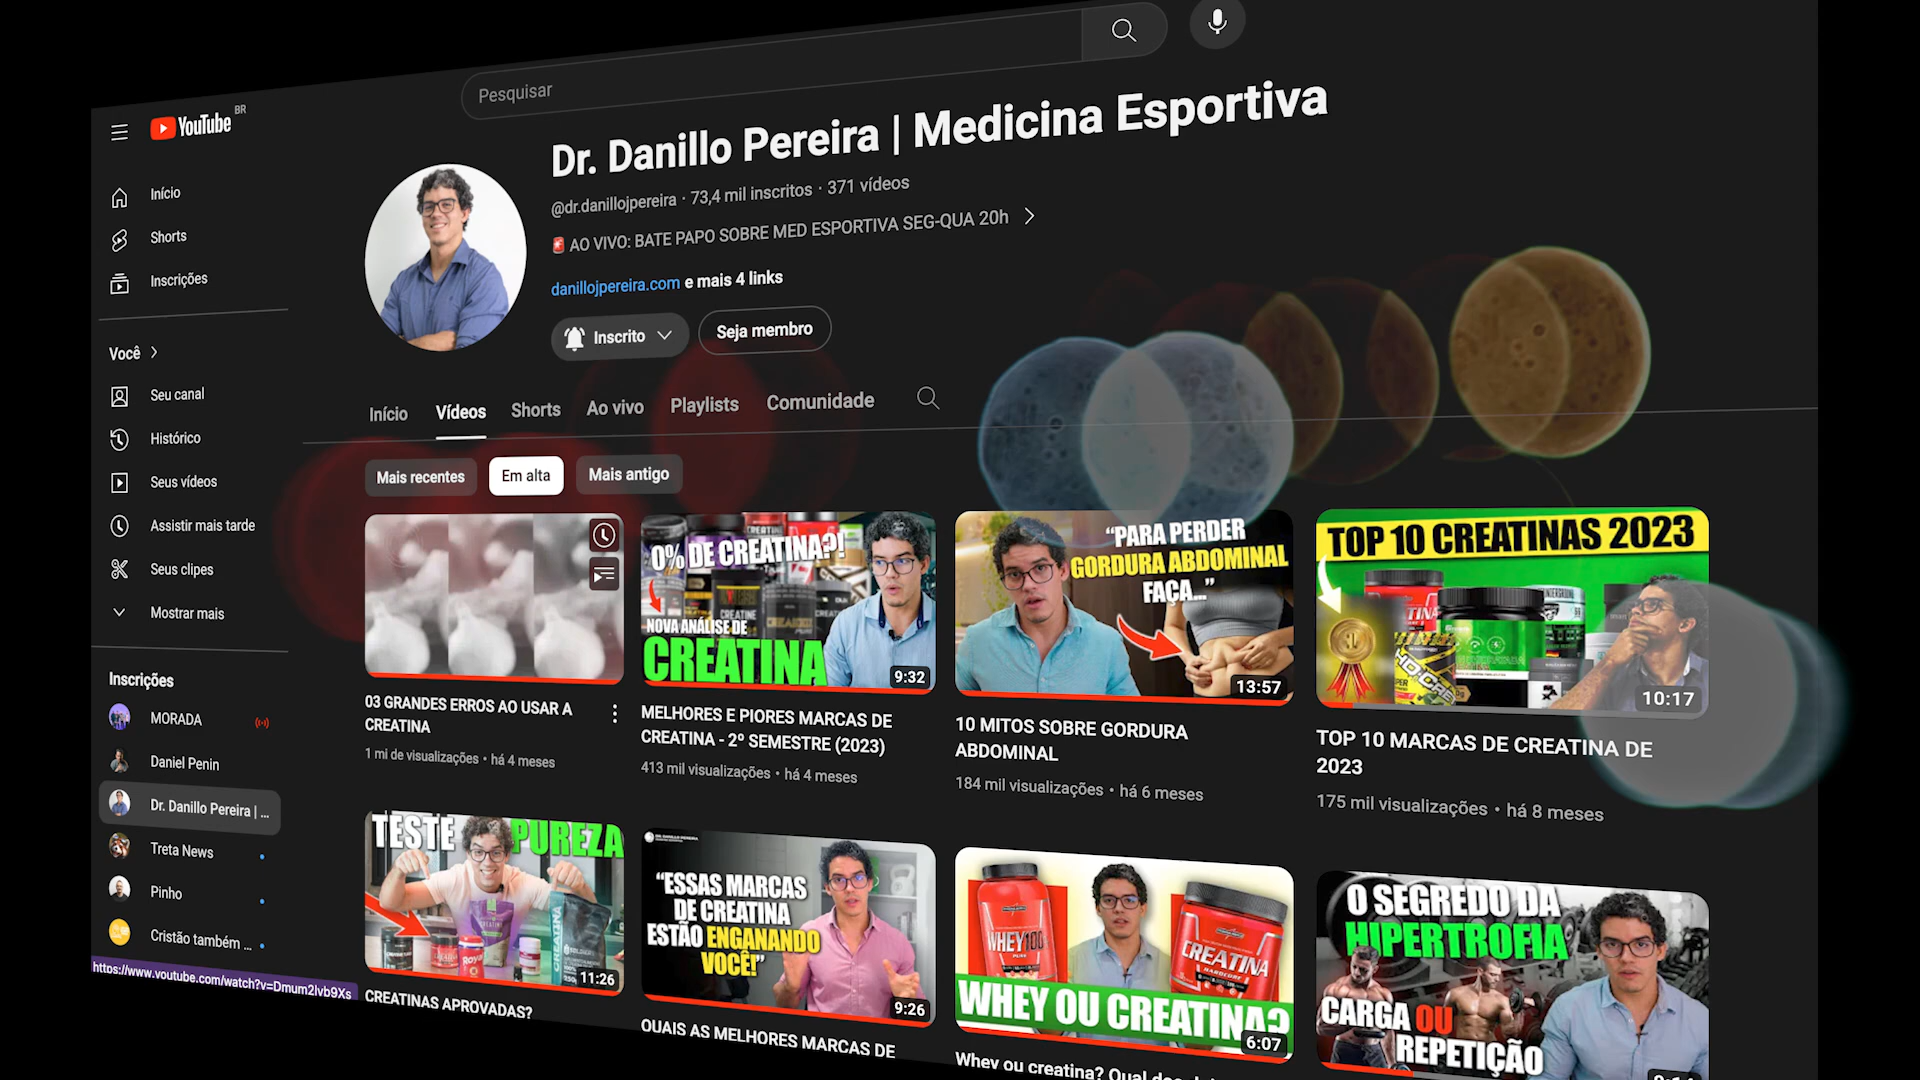 Pesquisar
YouTube BR
Início
Shorts
Inscrições
Você
Seu canal
Histórico
Seus vídeos
Assistir mais tarde
Seus clipes
Mostrar mais
Inscrições
MORADA
Daniel Penin
Dr. Danillo Pereira | ...
Treta News
Pinho
Cristão também ...
https://www.youtube.com/watch?v=Dmum2lvb9Xs
Dr. Danillo Pereira | Medicina Esportiva
@dr.danillojpereira · 73,4 mil inscritos · 371 vídeos
AO VIVO: BATE PAPO SOBRE MED ESPORTIVA SEG-QUA 20h
danillojpereira.com e mais 4 links
Inscrito
Seja membro
Início Vídeos Shorts Ao vivo Playlists Comunidade
Mais recentes Em alta Mais antigo
03 GRANDES ERROS AO USAR A
CREATINA
1 mi de visualizações • há 4 meses
0% DE CREATINA?!
NOVA ANÁLISE DE
CREATINA
9:32
MELHORES E PIORES MARCAS DE
CREATINA - 2º SEMESTRE (2023)
413 mil visualizações • há 4 meses
"PARA PERDER
GORDURA ABDOMINAL
FAÇA..."
13:57
10 MITOS SOBRE GORDURA
ABDOMINAL
184 mil visualizações • há 6 meses
TOP 10 CREATINAS 2023
10:17
TOP 10 MARCAS DE CREATINA DE
2023
175 mil visualizações • há 8 meses
TESTE PUREZA
11:26
CREATINAS APROVADAS?
"ESSAS MARCAS
DE CREATINA
ESTÃO ENGANANDO
VOCÊ!"
9:26
QUAIS AS MELHORES MARCAS DE
WHEY 100
CREATINA
HARDCORE
WHEY OU CREATINA?
6:07
Whey ou creatina?
O SEGREDO DA
HIPERTROFIA
CARGA OU
REPETIÇÃO